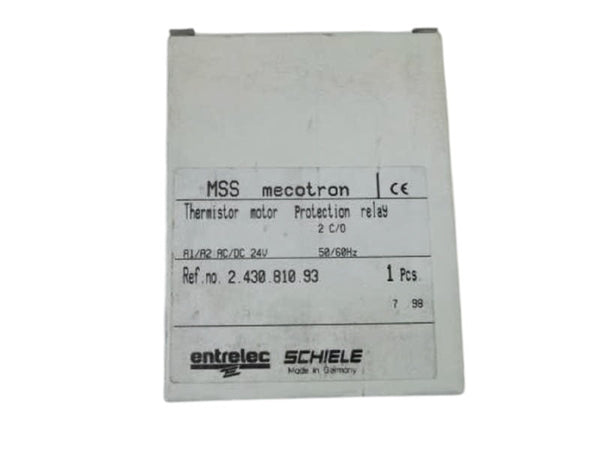 MSS mecotron CE
Thermistor motor Protection relay
2 C/O
A1/A2 AC/DC 24V 50/60Hz
Ref.no. 2.430.810.93 1 Pcs.
7 98
entrelec SCHIELE
Made in Germany